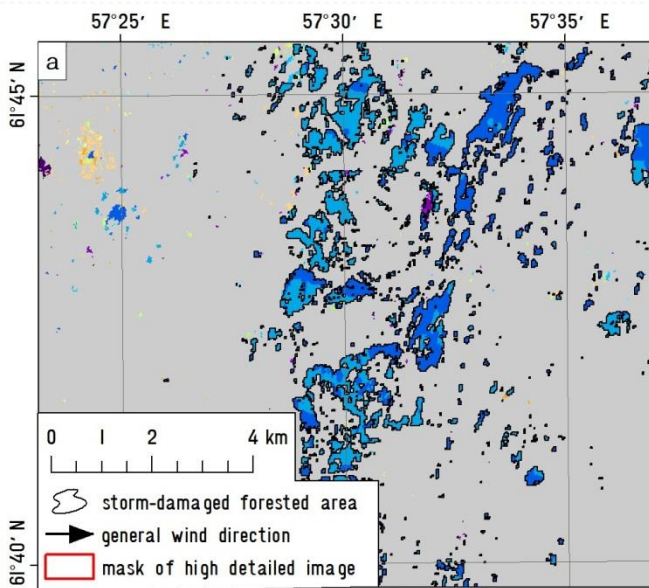 57°25′ E 57°30′ E 57°35′ E
a
61°45′ N
0 1 2 4 km
storm-damaged forested area
general wind direction
mask of high detailed image
61°40′ N